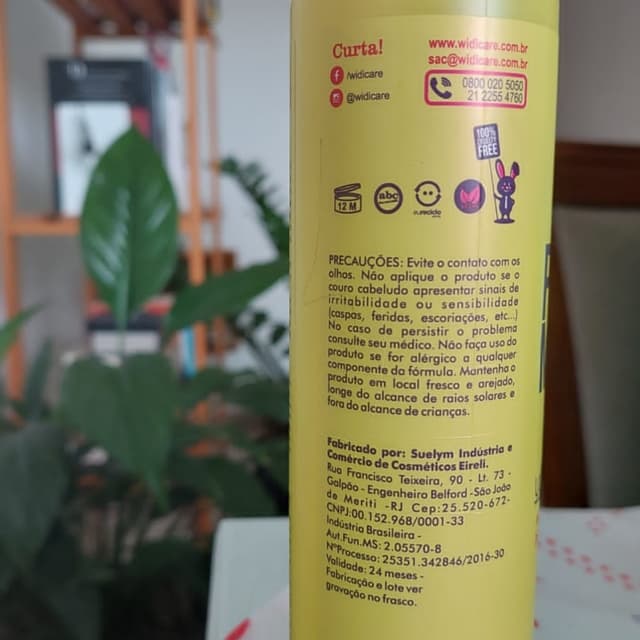 Curta!
/widicare
@widicare
www.widicare.com.br
sac@widicare.com.br
0800 020 5050
21 2255 4760
100%
CRUELTY
FREE
12 M
abc
eu reciclo
PRECAUÇÕES: Evite o contato com os
olhos. Não aplique o produto se o
couro cabeludo apresentar sinais de
irritabilidade ou sensibilidade
(caspas, feridas, escoriações, etc...)
No caso de persistir o problema
consulte seu médico. Não faça uso do
produto se for alérgico a qualquer
componente da fórmula. Mantenha o
produto em local fresco e arejado,
longe do alcance de raios solares e
fora do alcance de crianças.
Fabricado por: Suelym Indústria e
Comércio de Cosméticos Eireli.
Rua Francisco Teixeira, 90 - Lt. 73 -
Galpão - Engenheiro Belford -São João
de Meriti -RJ Cep:25.520-672-
CNPJ:00.152.968/0001-33
Indústria Brasileira -
Aut.Fun.MS: 2.05570-8
NºProcesso: 25351.342846/2016-30
Validade: 24 meses -
Fabricação e lote ver
gravação no frasco.